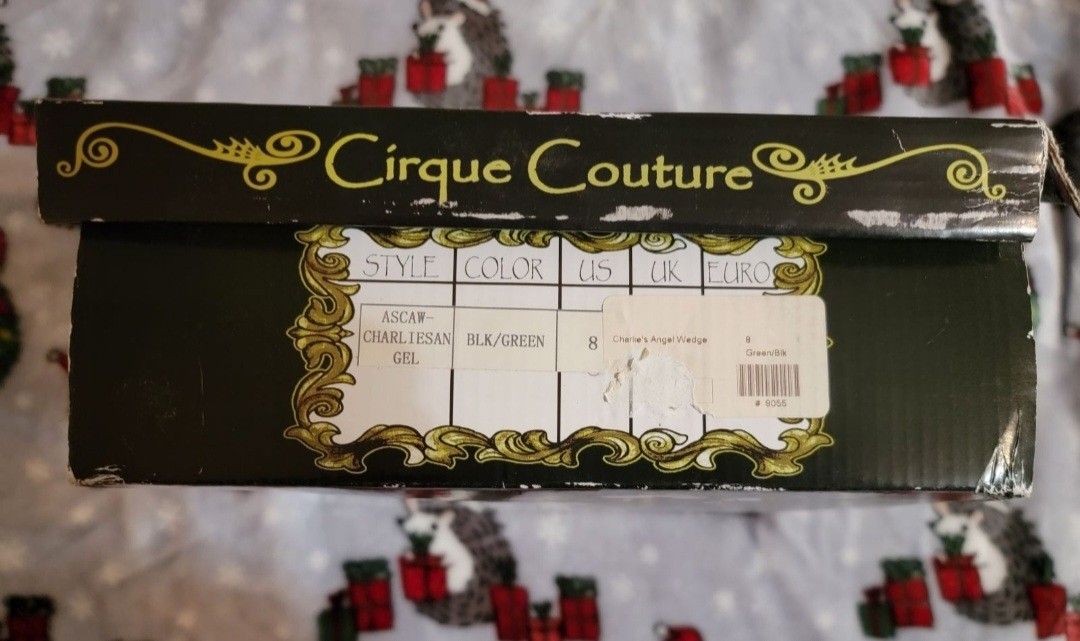 Cirque Couture
STYLE COLOR US UK EURO
ASCAW-
CHARLIESAN
GEL
BLK/GREEN
8
Charlie's Angel Wedge
8
Green/Blk
# 9055